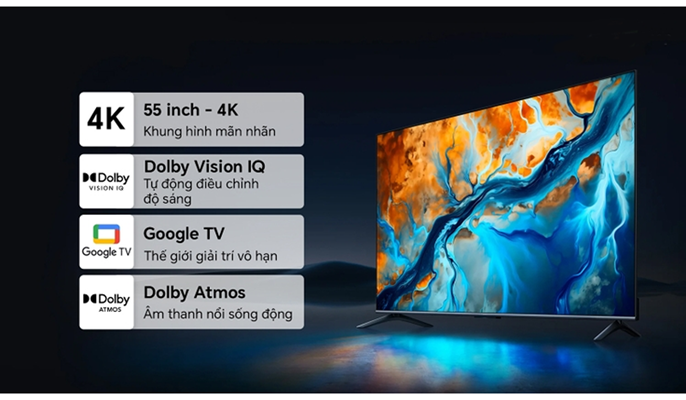 4K
55 inch - 4K
Khung hình mãn nhãn
Dolby
VISION IQ
Dolby Vision IQ
Tự động điều chỉnh
độ sáng
Google TV
Google TV
Thế giới giải trí vô hạn
Dolby
ATMOS
Dolby Atmos
Âm thanh nổi sống động